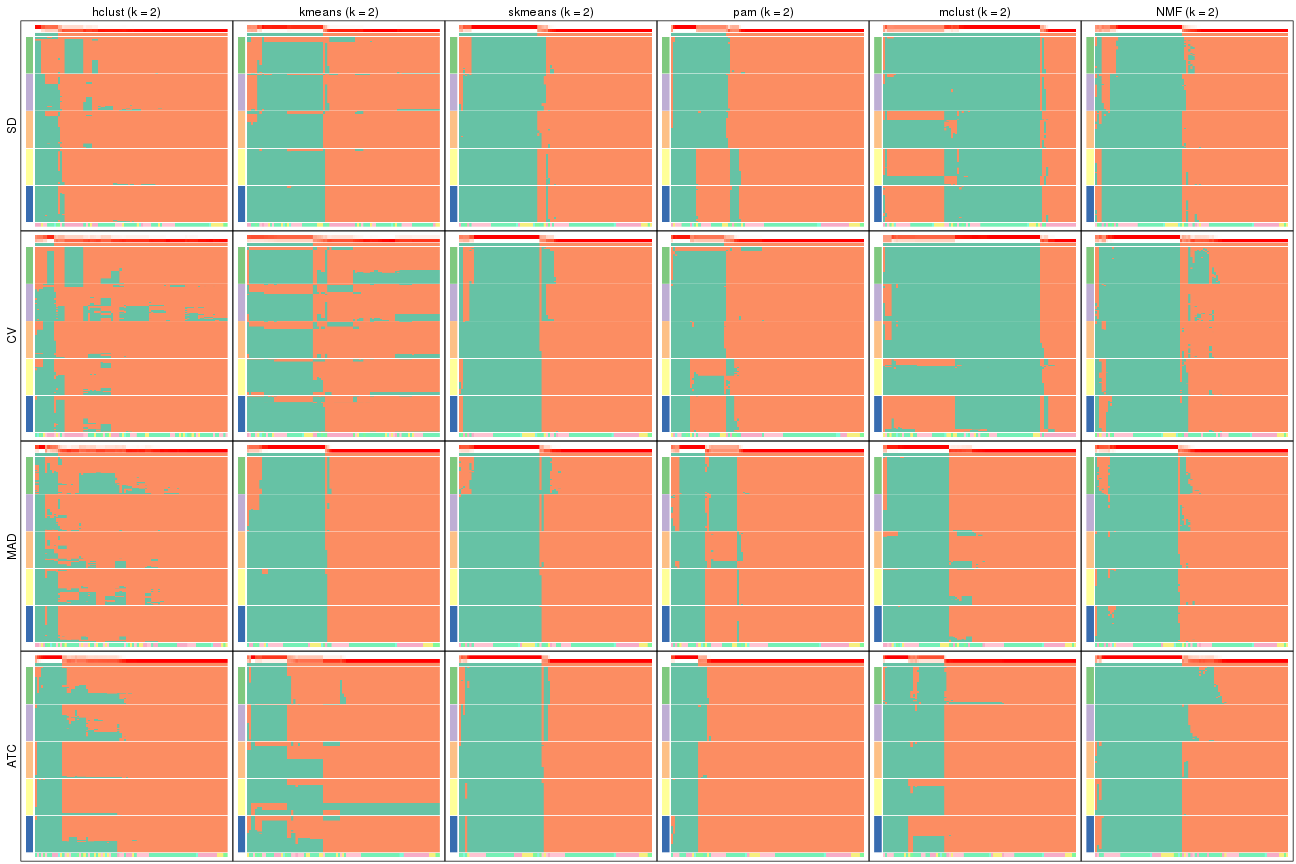 hclust (k = 2)
kmeans (k = 2)
skmeans (k = 2)
pam (k = 2)
mclust (k = 2)
NMF (k = 2)
SD
CV
MAD
ATC